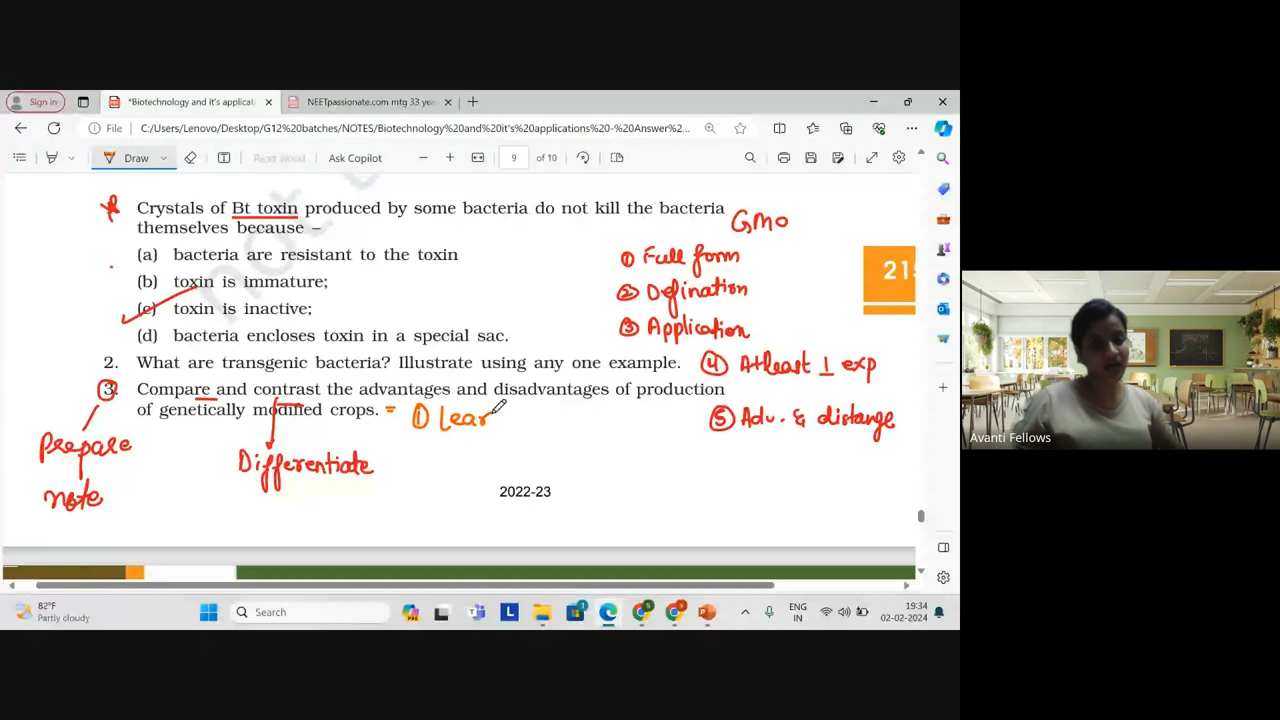 Sign in
*Biotechnology and it's applicati
NEETpassionate.com mtg 33 ye
File
C:/Users/Lenovo/Desktop/G12%20batches/NOTES/Biotechnology%20and%20it's%20applications%20-%20Answer%2...
Draw
Read aloud
Ask Copilot
9
of 10
Crystals of Bt toxin produced by some bacteria do not kill the bacteria
themselves because –
(a) bacteria are resistant to the toxin
(b) toxin is immature;
(c) toxin is inactive;
(d) bacteria encloses toxin in a special sac.
2. What are transgenic bacteria? Illustrate using any one example.
3. Compare and contrast the advantages and disadvantages of production
of genetically modified crops.
= ① Lear
GMO
① Full form
② Defination
③ Application
④ Atleast 1 exp
⑤ Adv. & distange
Prepare
note
Differentiate
215
2022-23
Avanti Fellows
82°F
Partly cloudy
Search
ENG
IN
19:34
02-02-2024